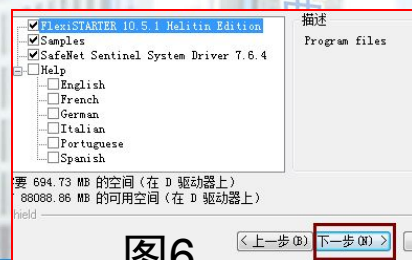 FlexiSTARTER 10.5.1 Helitin Edition
Samples
SafeNet Sentinel System Driver 7.6.4
Help
English
French
German
Italian
Portuguese
Spanish
描述
Program files
要 694.73 MB 的空间（在 D 驱动器上）
88088.86 MB 的可用空间（在 D 驱动器上）
hield
<上一步(B)
下一步(N) >
图6